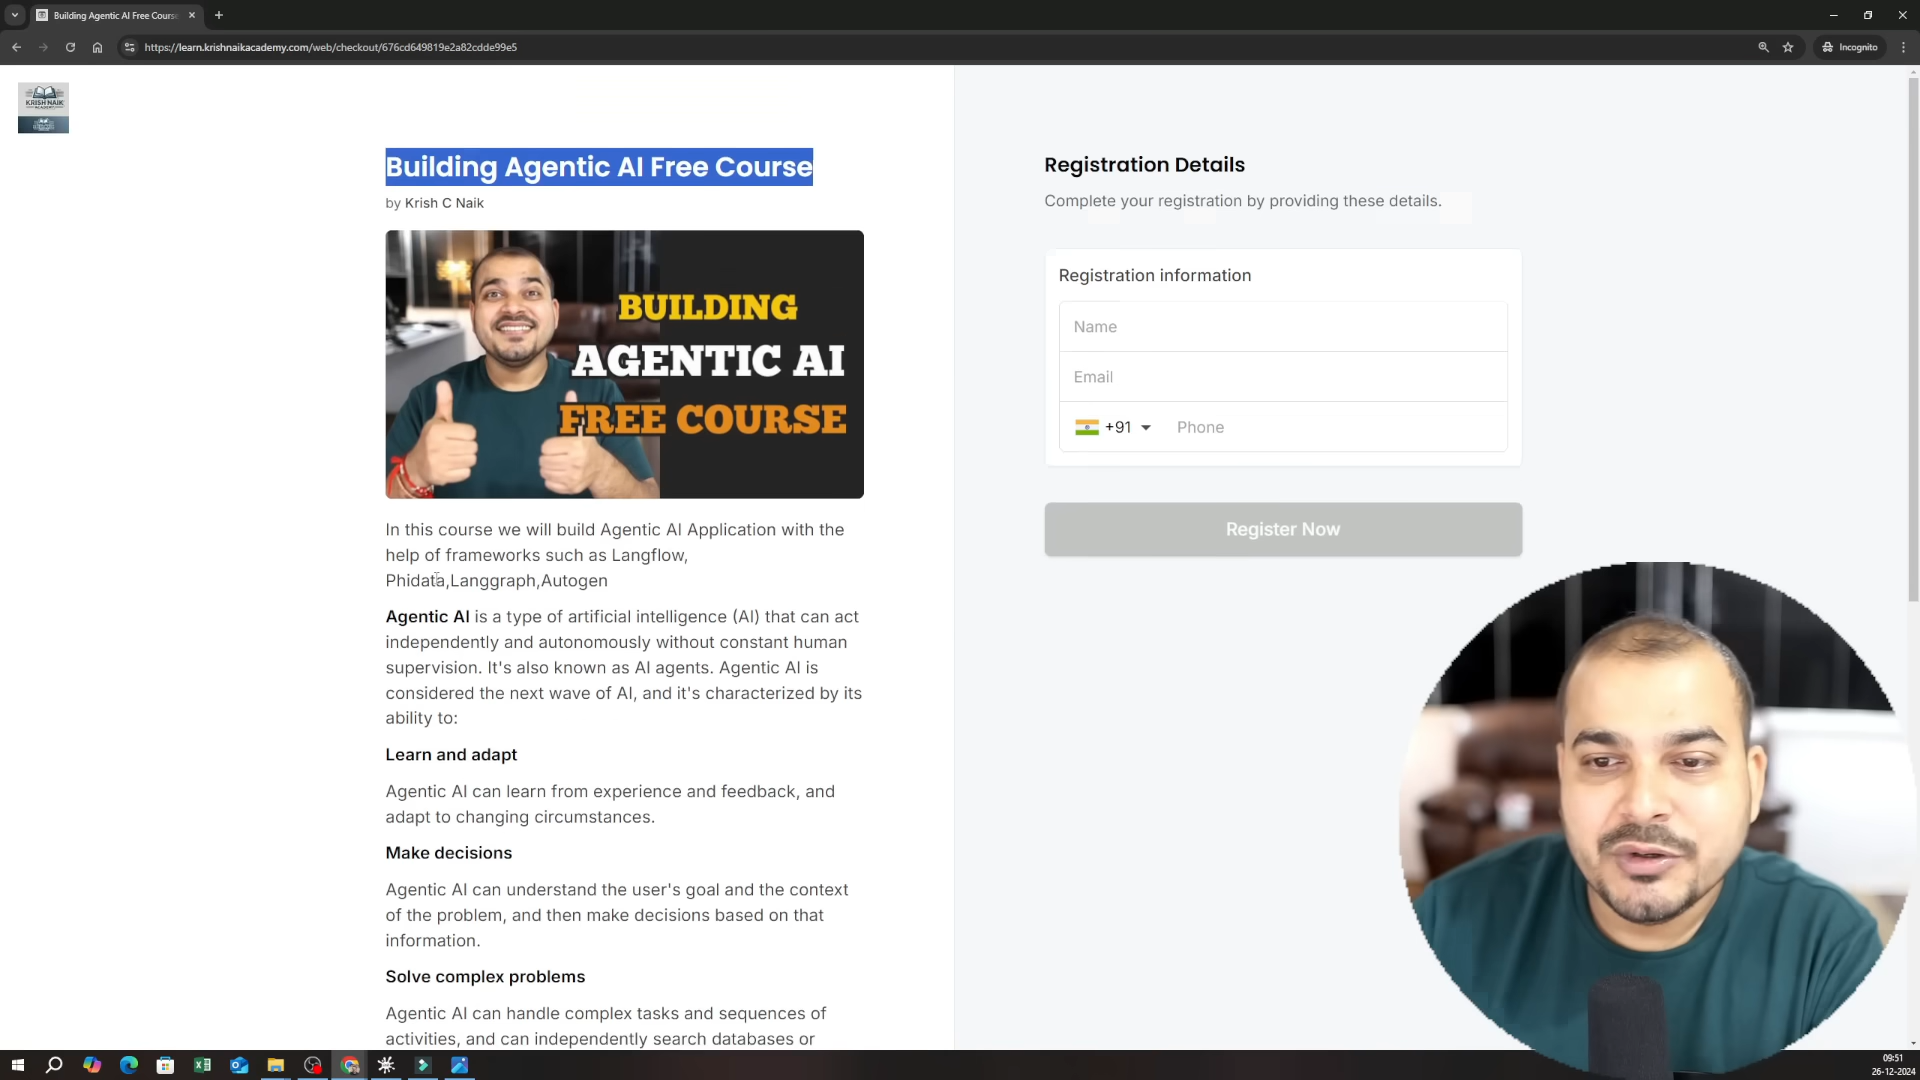 Building Agentic AI Free Course
https://learn.krishnaikacademy.com/web/checkout/676cd649819e2a82cdde99e5
Incognito
KRISH NAIK
Building Agentic AI Free Course
by Krish C Naik
BUILDING
AGENTIC AI
FREE COURSE
In this course we will build Agentic AI Application with the
help of frameworks such as Langflow,
Phidata,Langgraph,Autogen
Agentic AI is a type of artificial intelligence (AI) that can act
independently and autonomously without constant human
supervision. It's also known as AI agents. Agentic AI is
considered the next wave of AI, and it's characterized by its
ability to:
Learn and adapt
Agentic AI can learn from experience and feedback, and
adapt to changing circumstances.
Make decisions
Agentic AI can understand the user's goal and the context
of the problem, and then make decisions based on that
information.
Solve complex problems
Agentic AI can handle complex tasks and sequences of
activities, and can independently search databases or
Registration Details
Complete your registration by providing these details.
Registration information
Name
Email
+91
Phone
Register Now
09:51
26-12-2024